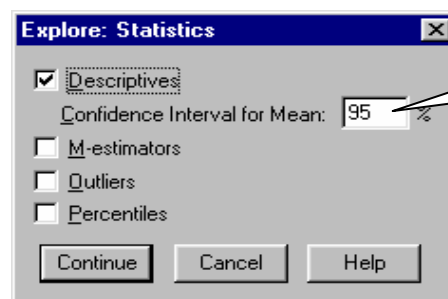 Explore: Statistics
Descriptives
Confidence Interval for Mean: 95 %
M-estimators
Outliers
Percentiles
Continue Cancel Help